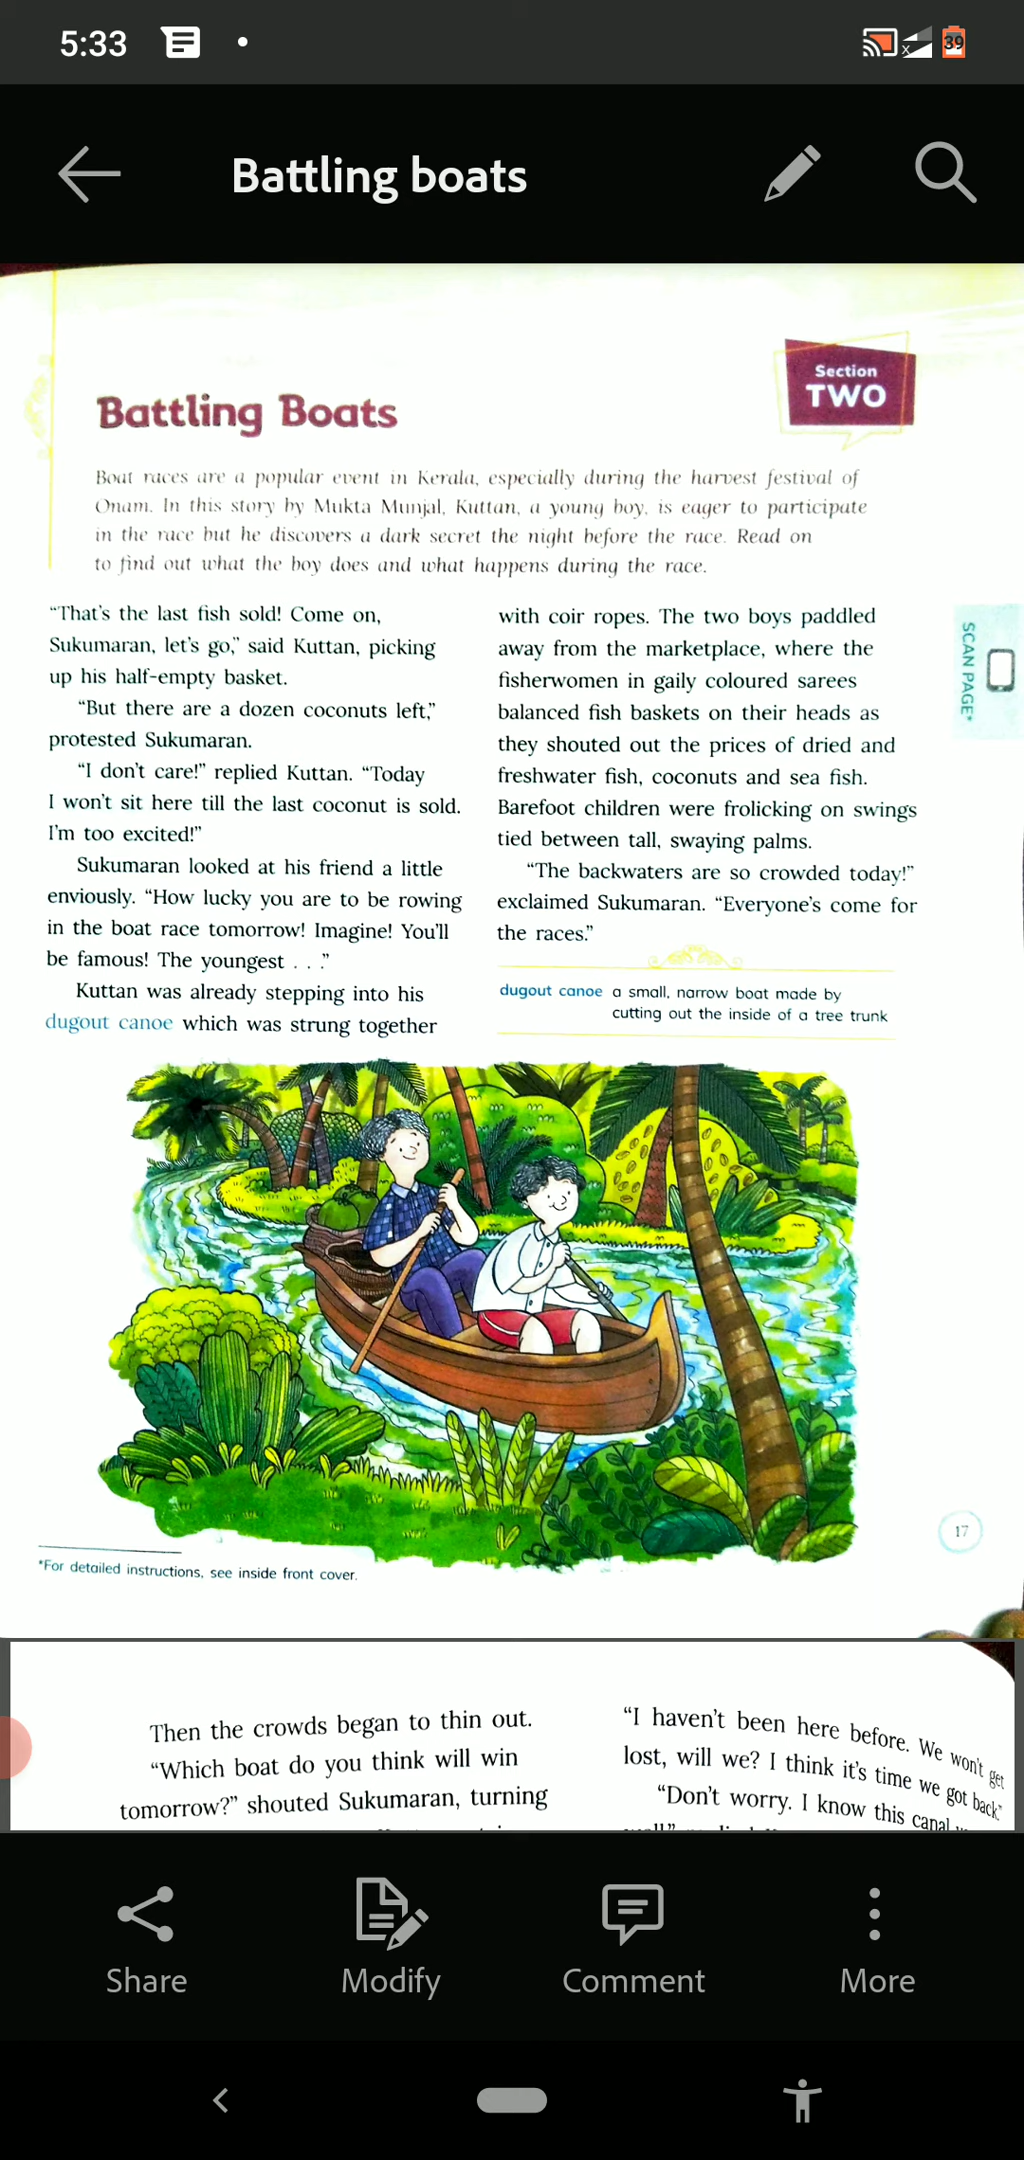 5:33
39
Battling boats
Section
TWO
Battling Boats
Boat races are a popular event in Kerala, especially during the harvest festival of
Onam. In this story by Mukta Munjal, Kuttan, a young boy, is eager to participate
in the race but he discovers a dark secret the night before the race. Read on
to find out what the boy does and what happens during the race.
“That’s the last fish sold! Come on,
Sukumaran, let’s go,” said Kuttan, picking
up his half-empty basket.
“But there are a dozen coconuts left,”
protested Sukumaran.
“I don’t care!” replied Kuttan. “Today
I won’t sit here till the last coconut is sold.
I’m too excited!”
Sukumaran looked at his friend a little
enviously. “How lucky you are to be rowing
in the boat race tomorrow! Imagine! You’ll
be famous! The youngest . . .”
Kuttan was already stepping into his
dugout canoe which was strung together
with coir ropes. The two boys paddled
away from the marketplace, where the
fisherwomen in gaily coloured sarees
balanced fish baskets on their heads as
they shouted out the prices of dried and
freshwater fish, coconuts and sea fish.
Barefoot children were frolicking on swings
tied between tall, swaying palms.
“The backwaters are so crowded today!”
exclaimed Sukumaran. “Everyone’s come for
the races.”
dugout canoe a small, narrow boat made by
cutting out the inside of a tree trunk
SCAN PAGE*
17
*For detailed instructions, see inside front cover.
Then the crowds began to thin out.
“Which boat do you think will win
tomorrow?” shouted Sukumaran, turning
“I haven’t been here before. We won’t get
lost, will we? I think it’s time we got back.”
“Don’t worry. I know this canal
Share
Modify
Comment
More